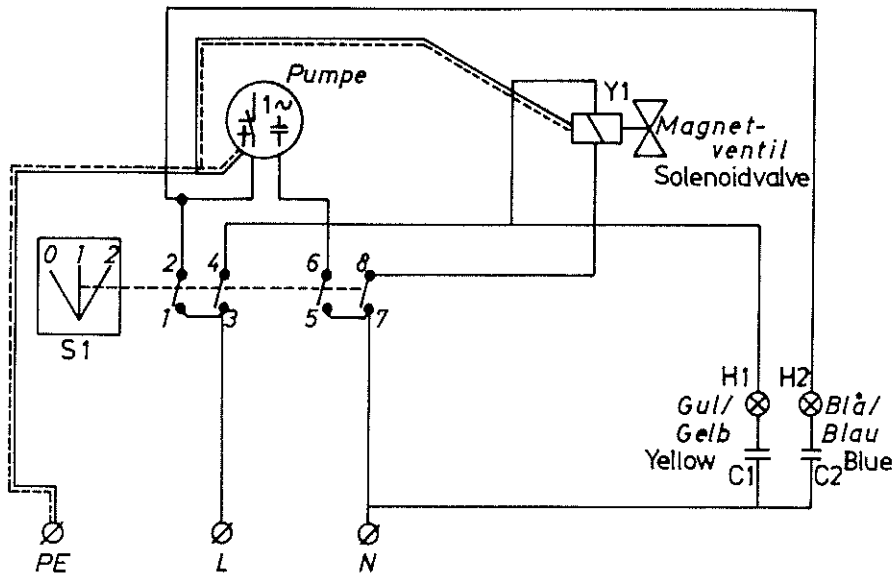 Pumpe
1~
Y1
Magnet-
ventil
Solenoidvalve
0 1 2
S1
2 4 6 8
1 3 5 7
H1 H2
Gul/
Gelb
Yellow
C1
Blå/
Blau
Blue
C2
PE L N